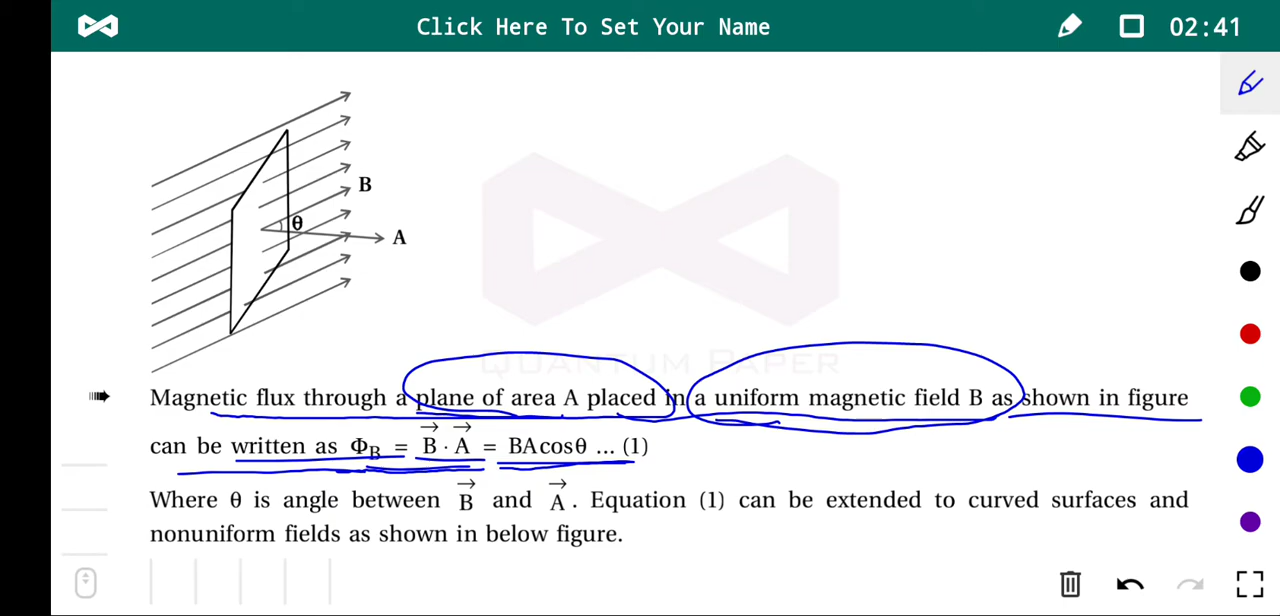 Click Here To Set Your Name
02:41
B
θ
A
QUANTUM PAPER
Magnetic flux through a plane of area A placed in a uniform magnetic field B as shown in figure
can be written as Φ_B = B⃗ · A⃗ = BAcosθ ... (1)
Where θ is angle between B⃗ and A⃗. Equation (1) can be extended to curved surfaces and
nonuniform fields as shown in below figure.